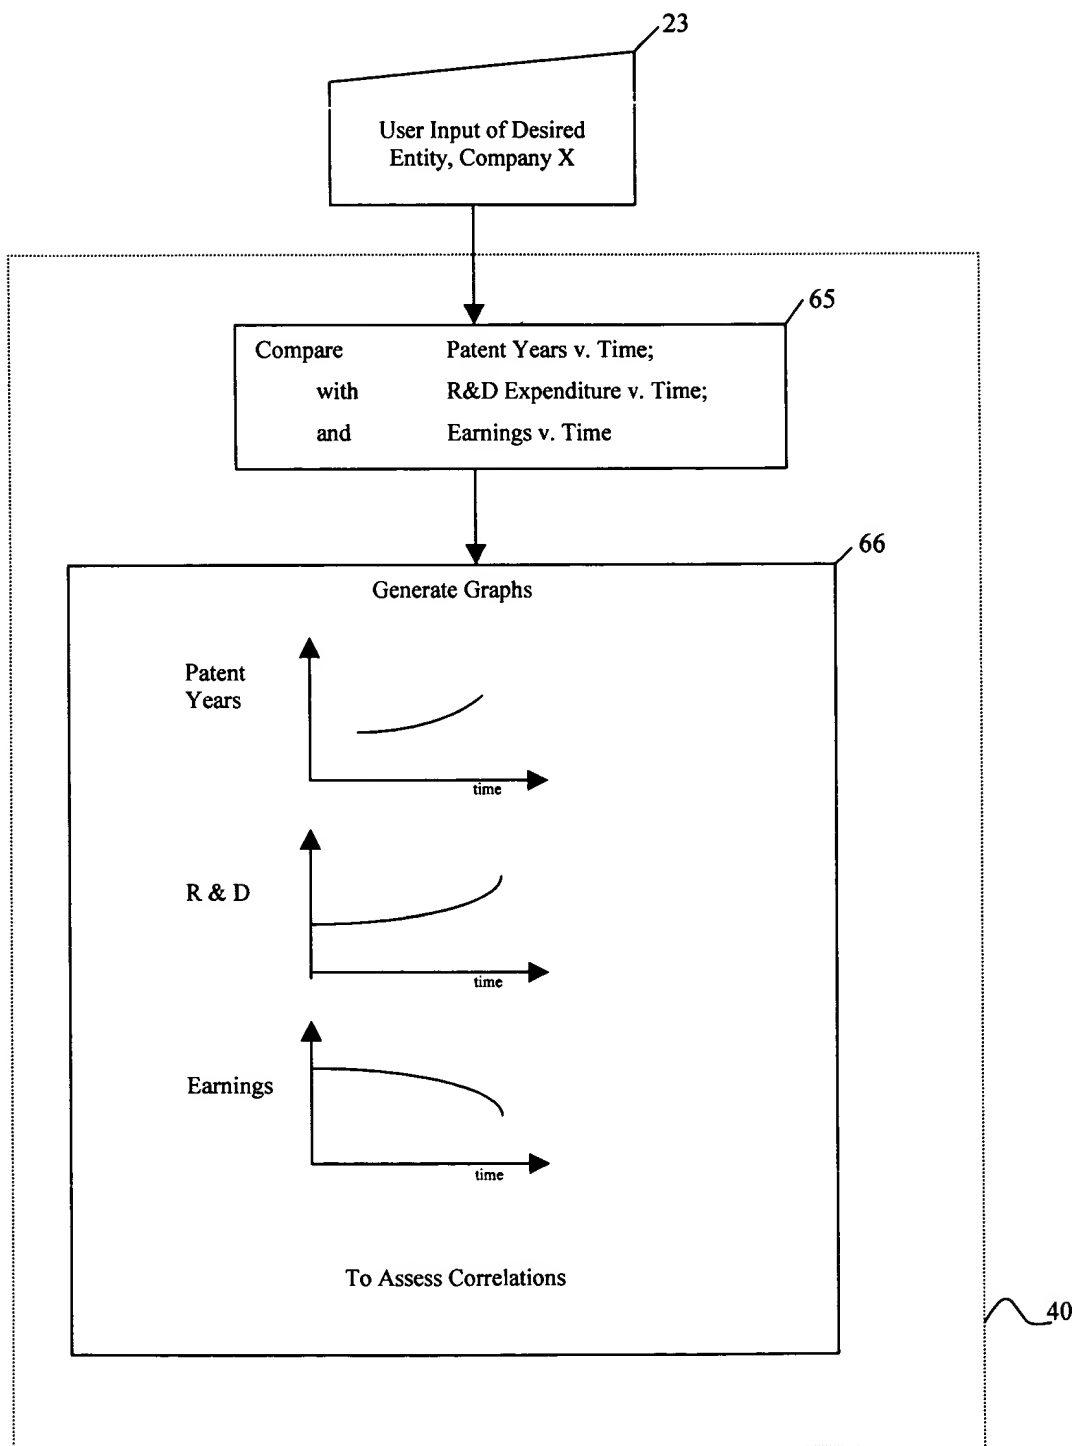 23
User Input of Desired
Entity, Company X
65
Compare Patent Years v. Time;
with R&D Expenditure v. Time;
and Earnings v. Time
66
Generate Graphs
Patent
Years
time
R & D
time
Earnings
time
To Assess Correlations
40